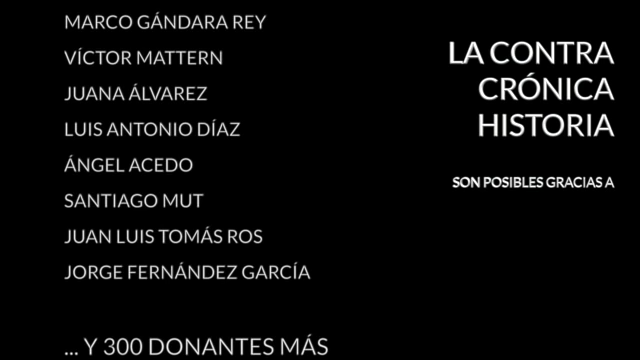 MARCO GÁNDARA REY
VÍCTOR MATTERN
JUANA ÁLVAREZ
LUIS ANTONIO DÍAZ
ÁNGEL ACEDO
SANTIAGO MUT
JUAN LUIS TOMÁS ROS
JORGE FERNÁNDEZ GARCÍA
... Y 300 DONANTES MÁS
LA CONTRA
CRÓNICA
HISTORIA
SON POSIBLES GRACIAS A